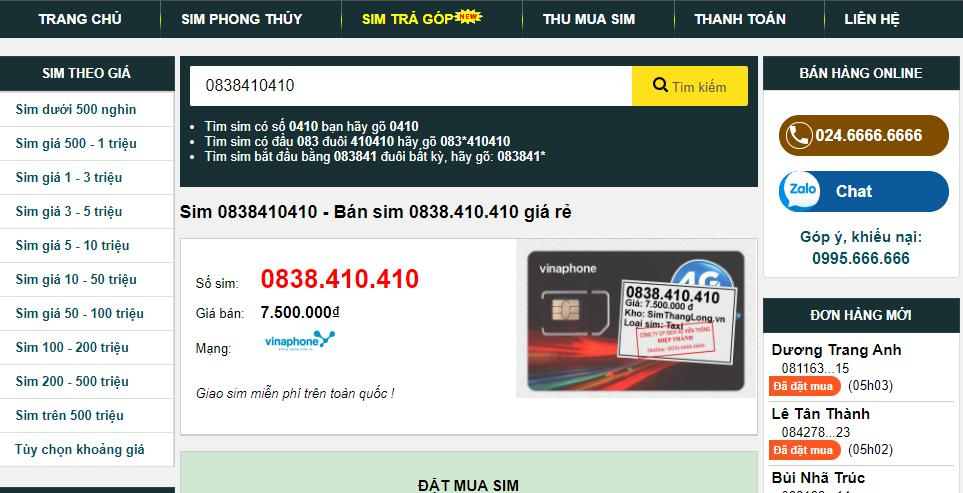 TRANG CHỦ
SIM PHONG THỦY
SIM TRẢ GÓP NEW
THU MUA SIM
THANH TOÁN
LIÊN HỆ
SIM THEO GIÁ
Sim dưới 500 nghìn
Sim giá 500 - 1 triệu
Sim giá 1 - 3 triệu
Sim giá 3 - 5 triệu
Sim giá 5 - 10 triệu
Sim giá 10 - 50 triệu
Sim giá 50 - 100 triệu
Sim 100 - 200 triệu
Sim 200 - 500 triệu
Sim trên 500 triệu
Tùy chọn khoảng giá
0838410410
Tìm kiếm
Tìm sim có số 0410 bạn hãy gõ 0410
Tìm sim có đầu 083 đuôi 410410 hãy gõ 083*410410
Tìm sim bắt đầu bằng 083841 đuôi bất kỳ, hãy gõ: 083841*
Sim 0838410410 - Bán sim 0838.410.410 giá rẻ
Số sim: 0838.410.410
Giá bán: 7.500.000₫
Mạng: vinaphone
Giao sim miễn phí trên toàn quốc !
vinaphone
4G
0838.410.410
Giá: 7.500.000 đ
Kho: SimThangLong.vn
Loại sim: Taxi
CÔNG TY CP DỊCH VỤ VIỄN THÔNG
HIỆP THÀNH
Hotline: (024) 6666.6666
ĐẶT MUA SIM
BÁN HÀNG ONLINE
024.6666.6666
Zalo Chat
Góp ý, khiếu nại:
0995.666.666
ĐƠN HÀNG MỚI
Dương Trang Anh
081163...15
Đã đặt mua (05h03)
Lê Tân Thành
084278...23
Đã đặt mua (05h02)
Bùi Nhã Trúc